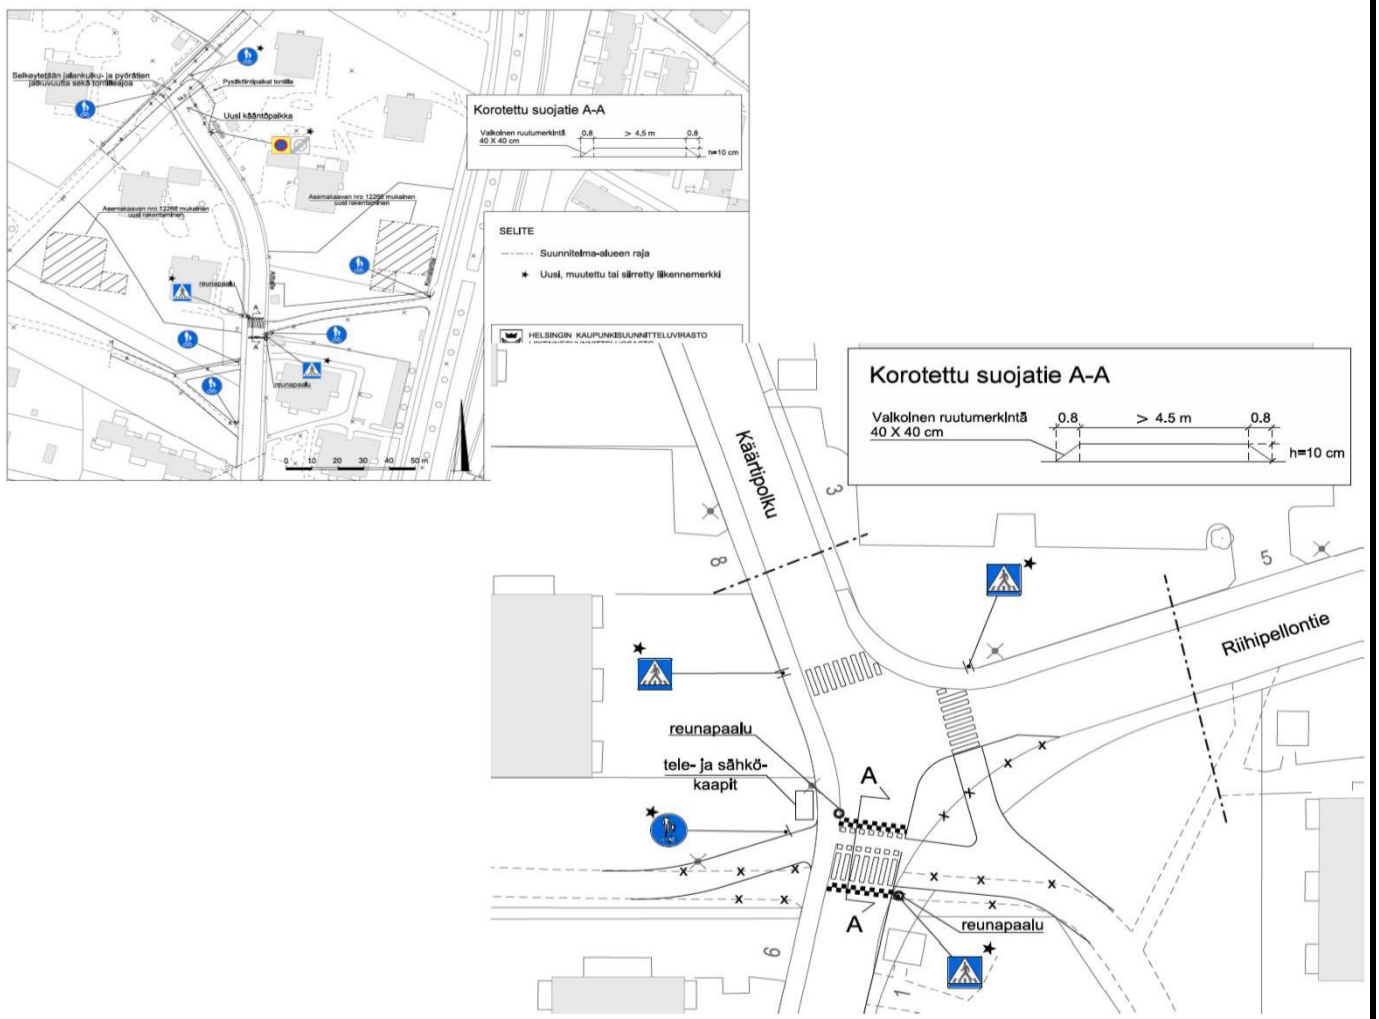 Selkeytetään jalankulku- ja pyörätien
jatkuvuutta sekä tontilleajoa
Pysäköintipaikat tontilla
Uusi kääntöpaikka
Asemakaavan nro 12266 mukainen
uusi rakentaminen
Asemakaavan nro 12266 mukainen
uusi rakentaminen
reunapaalu
A
A
reunapaalu
0 10 20 30 40 50 m
Korotettu suojatie A-A
Valkoinen ruutumerkintä
40 X 40 cm
0.8 > 4.5 m 0.8
h=10 cm
SELITE
Suunnitelma-alueen raja
Uusi, muutettu tai siirretty liikennemerkki
HELSINGIN KAUPUNKISUUNNITTELUVIRASTO
LIIKENNESUUNNITTELUOSASTO
Korotettu suojatie A-A
Valkoinen ruutumerkintä
40 X 40 cm
0.8 > 4.5 m 0.8
h=10 cm
Käärtipolku
3
8
5
Riihipellontie
reunapaalu
tele- ja sähkö-
kaapit
A
A
reunapaalu
9
1